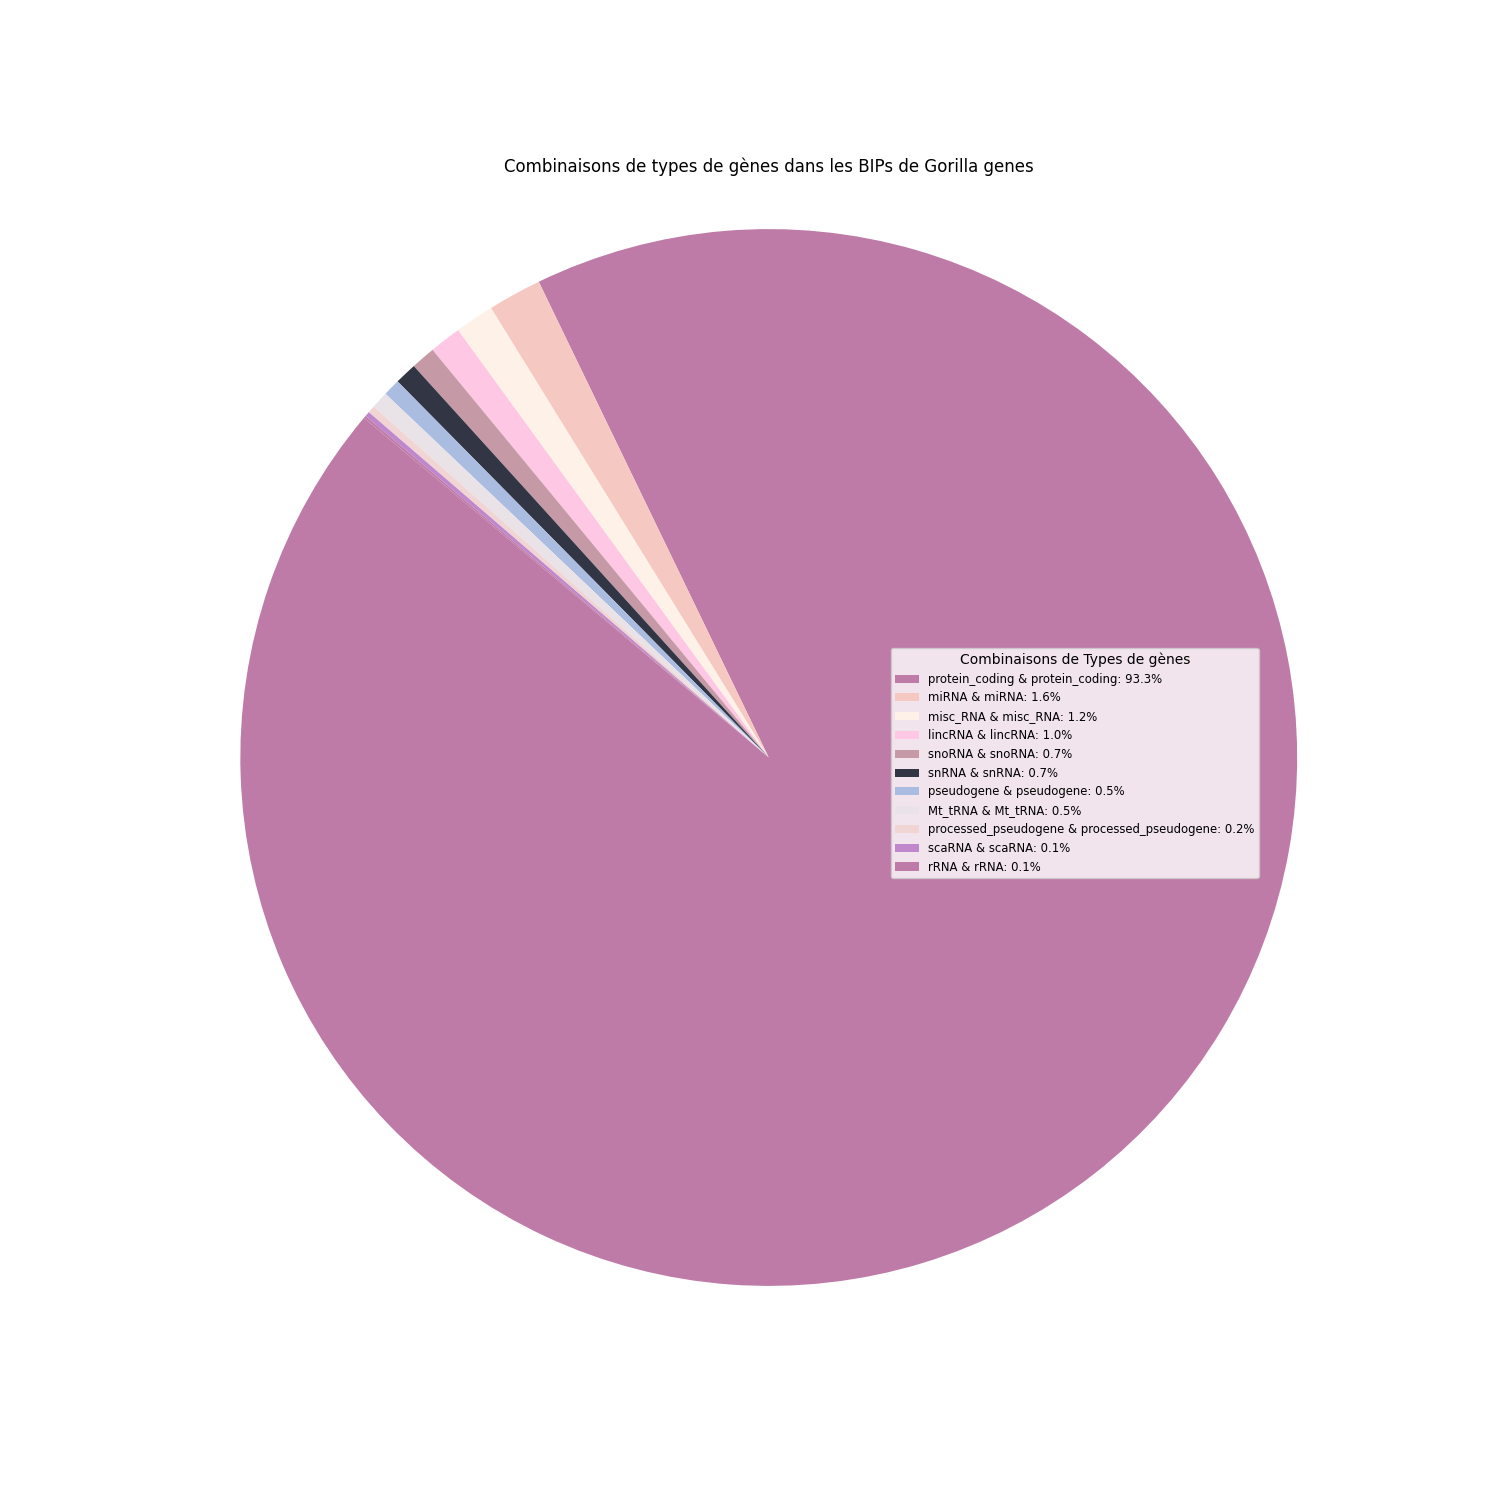 Combinaisons de types de gènes dans les BIPs de Gorilla genes
Combinaisons de Types de gènes
protein_coding & protein_coding: 93.3%
miRNA & miRNA: 1.6%
misc_RNA & misc_RNA: 1.2%
lincRNA & lincRNA: 1.0%
snoRNA & snoRNA: 0.7%
snRNA & snRNA: 0.7%
pseudogene & pseudogene: 0.5%
Mt_tRNA & Mt_tRNA: 0.5%
processed_pseudogene & processed_pseudogene: 0.2%
scaRNA & scaRNA: 0.1%
rRNA & rRNA: 0.1%